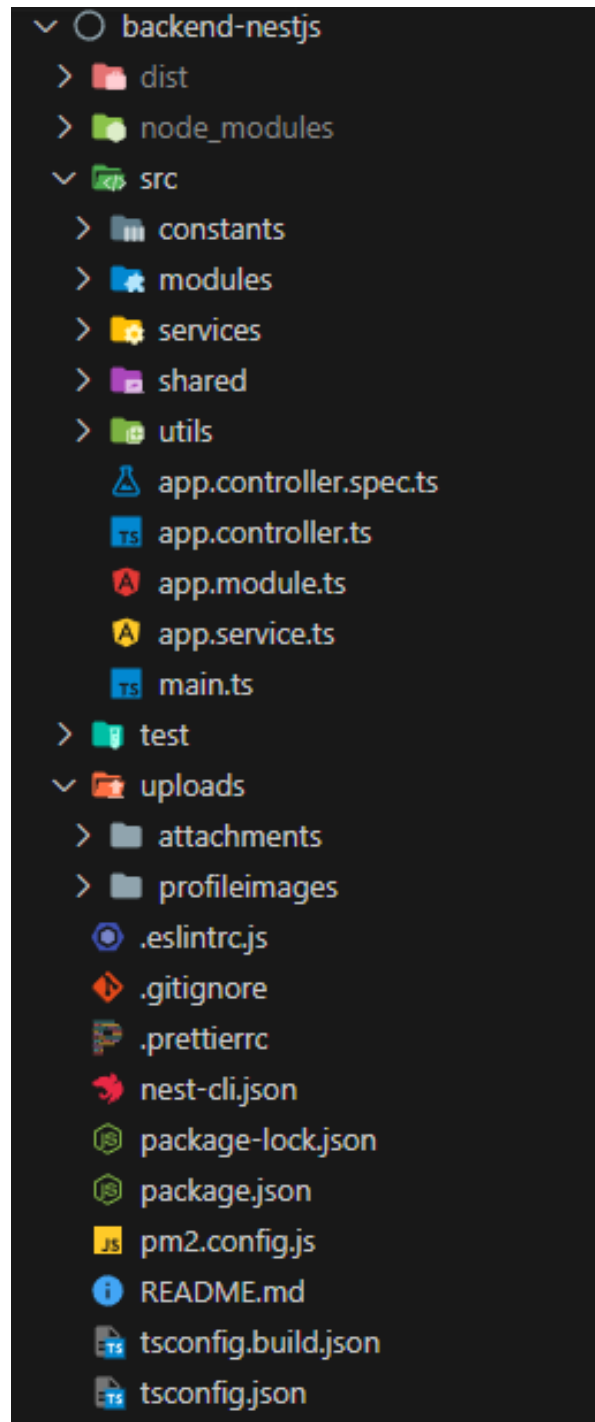 backend-nestjs
dist
node_modules
src
constants
modules
services
shared
utils
app.controller.spec.ts
app.controller.ts
app.module.ts
app.service.ts
main.ts
test
uploads
attachments
profileimages
.eslintrc.js
.gitignore
.prettierrc
nest-cli.json
package-lock.json
package.json
pm2.config.js
README.md
tsconfig.build.json
tsconfig.json